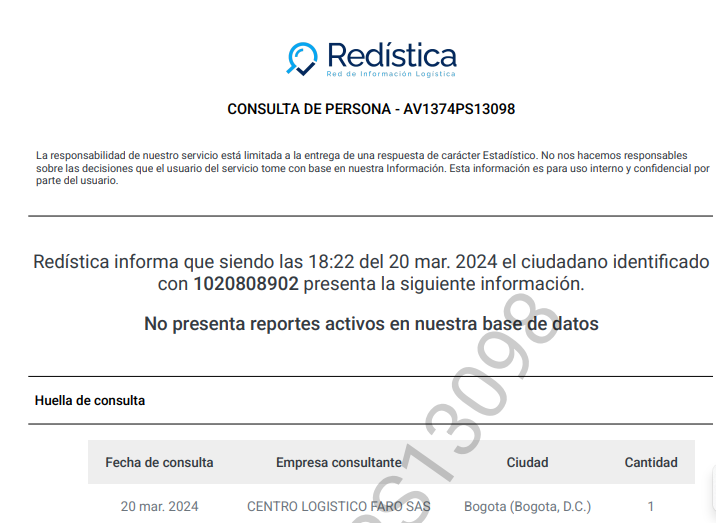 Redística
Red de Información Logística
CONSULTA DE PERSONA - AV1374PS13098
La responsabilidad de nuestro servicio está limitada a la entrega de una respuesta de carácter Estadístico. No nos hacemos responsables
sobre las decisiones que el usuario del servicio tome con base en nuestra Información. Esta información es para uso interno y confidencial por
parte del usuario.
Redística informa que siendo las 18:22 del 20 mar. 2024 el ciudadano identificado
con 1020808902 presenta la siguiente información.
No presenta reportes activos en nuestra base de datos
Huella de consulta
Fecha de consulta Empresa consultante Ciudad Cantidad
20 mar. 2024 CENTRO LOGISTICO FARO SAS Bogota (Bogota, D.C.) 1
PS13098